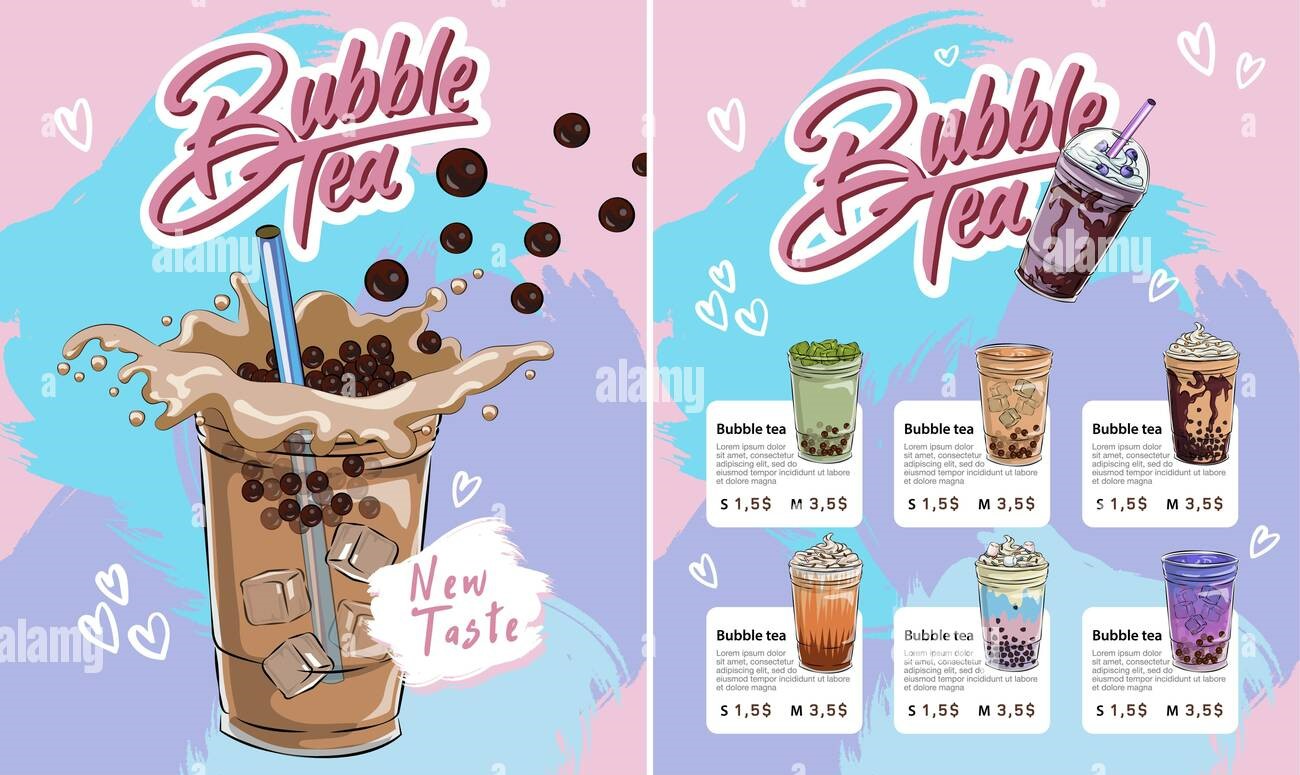 Bubble
Tea
New
Taste
Bubble
Tea
Bubble tea
Lorem ipsum dolor
sit amet, consectetur
adipiscing elit, sed do
eiusmod tempor incididunt ut labore
et dolore magna
S 1,5$ M 3,5$
Bubble tea
Lorem ipsum dolor
sit amet, consectetur
adipiscing elit, sed do
eiusmod tempor incididunt ut labore
et dolore magna
S 1,5$ M 3,5$
Bubble tea
Lorem ipsum dolor
sit amet, consectetur
adipiscing elit, sed do
eiusmod tempor incididunt ut labore
et dolore magna
S 1,5$ M 3,5$
Bubble tea
Lorem ipsum dolor
sit amet, consectetur
adipiscing elit, sed do
eiusmod tempor incididunt ut labore
et dolore magna
S 1,5$ M 3,5$
Bubble tea
Lorem ipsum dolor
sit amet, consectetur
adipiscing elit, sed do
eiusmod tempor incididunt ut labore
et dolore magna
S 1,5$ M 3,5$
Bubble tea
Lorem ipsum dolor
sit amet, consectetur
adipiscing elit, sed do
eiusmod tempor incididunt ut labore
et dolore magna
S 1,5$ M 3,5$
alamy
alamy
alamy
alamy
alamy